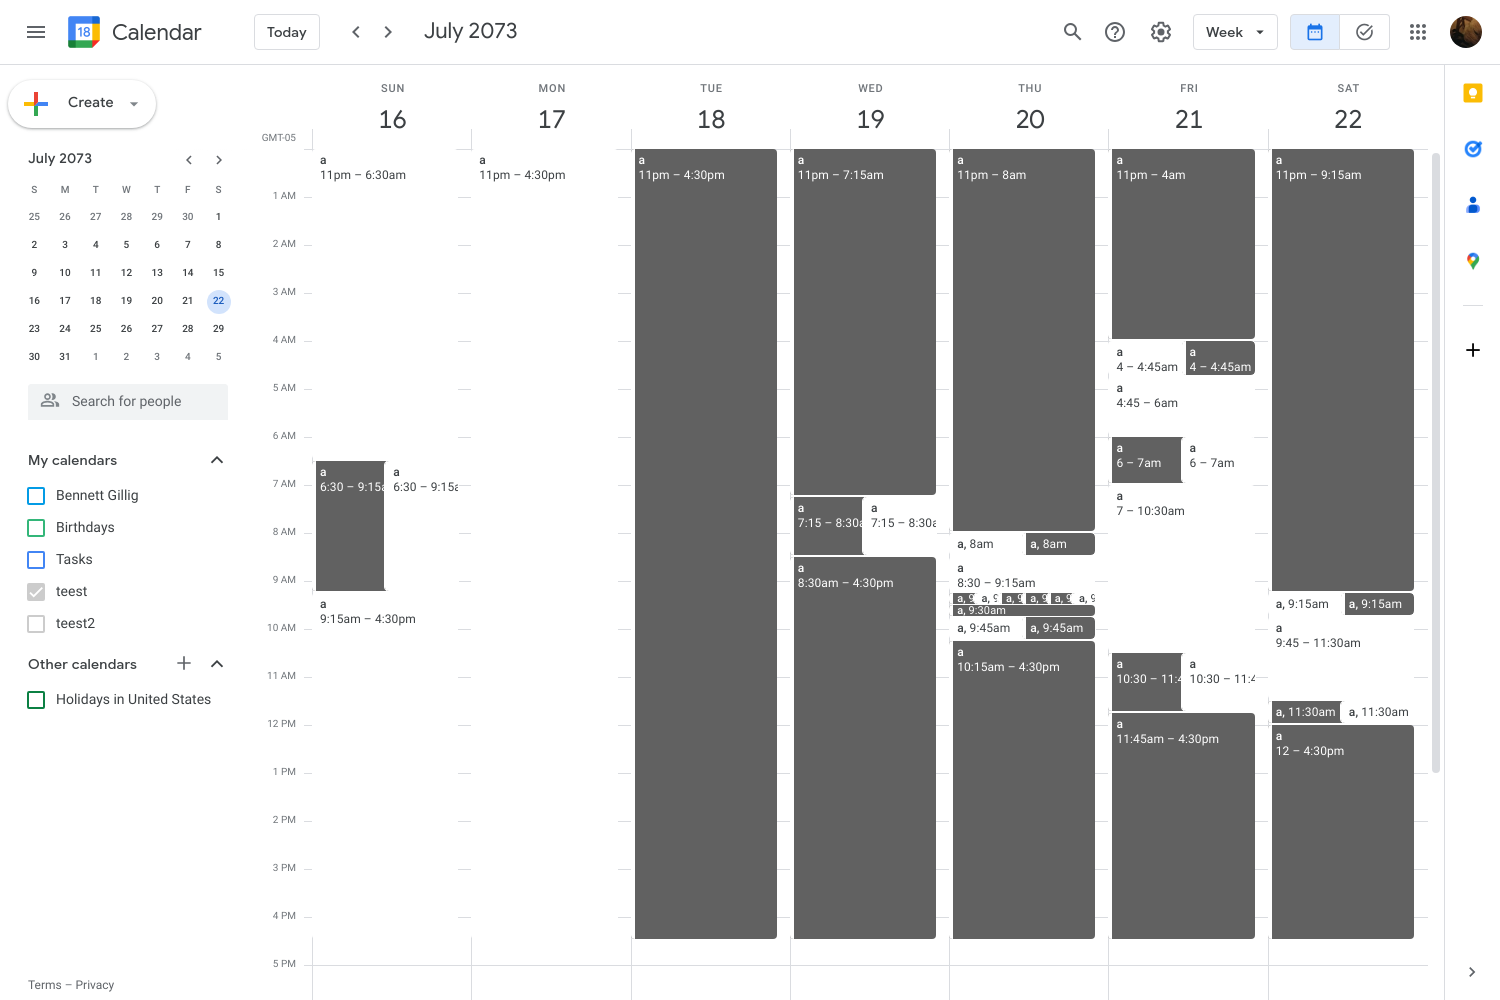 18 Calendar Today July 2073 Week
Create
July 2073
S M T W T F S
25 26 27 28 29 30 1
2 3 4 5 6 7 8
9 10 11 12 13 14 15
16 17 18 19 20 21 22
23 24 25 26 27 28 29
30 31 1 2 3 4 5
Search for people
My calendars
Bennett Gillig
Birthdays
Tasks
teest
teest2
Other calendars
Holidays in United States
Terms – Privacy
SUN MON TUE WED THU FRI SAT
16 17 18 19 20 21 22
GMT-05
1 AM
2 AM
3 AM
4 AM
5 AM
6 AM
7 AM
8 AM
9 AM
10 AM
11 AM
12 PM
1 PM
2 PM
3 PM
4 PM
5 PM
a
11pm – 6:30am
a
6:30 – 9:15a
a
6:30 – 9:15a
a
9:15am – 4:30pm
a
11pm – 4:30pm
a
11pm – 4:30pm
a
11pm – 7:15am
a
7:15 – 8:30a
a
7:15 – 8:30a
a
8:30am – 4:30pm
a
11pm – 8am
a, 8am
a, 8am
a
8:30 – 9:15am
a, 9
a, 9
a, 9
a, 9
a, 9
a, 9
a, 9:30am
a, 9:45am
a, 9:45am
a
10:15am – 4:30pm
a
11pm – 4am
a
4 – 4:45am
a
4 – 4:45am
a
4:45 – 6am
a
6 – 7am
a
6 – 7am
a
7 – 10:30am
a
10:30 – 11:4
a
10:30 – 11:4
a
11:45am – 4:30pm
a
11pm – 9:15am
a, 9:15am
a, 9:15am
a
9:45 – 11:30am
a, 11:30am
a, 11:30am
a
12 – 4:30pm